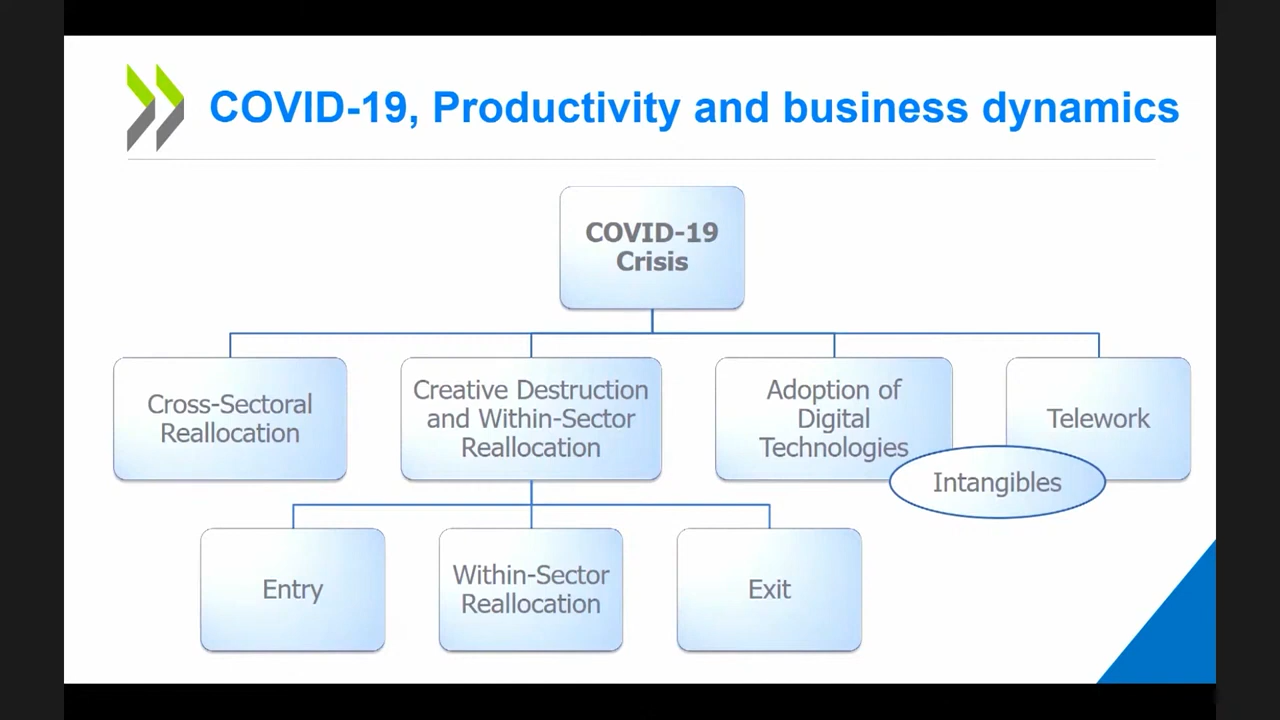 COVID-19, Productivity and business dynamics
COVID-19
Crisis
Cross-Sectoral
Reallocation
Creative Destruction
and Within-Sector
Reallocation
Adoption of
Digital
Technologies
Telework
Intangibles
Entry
Within-Sector
Reallocation
Exit